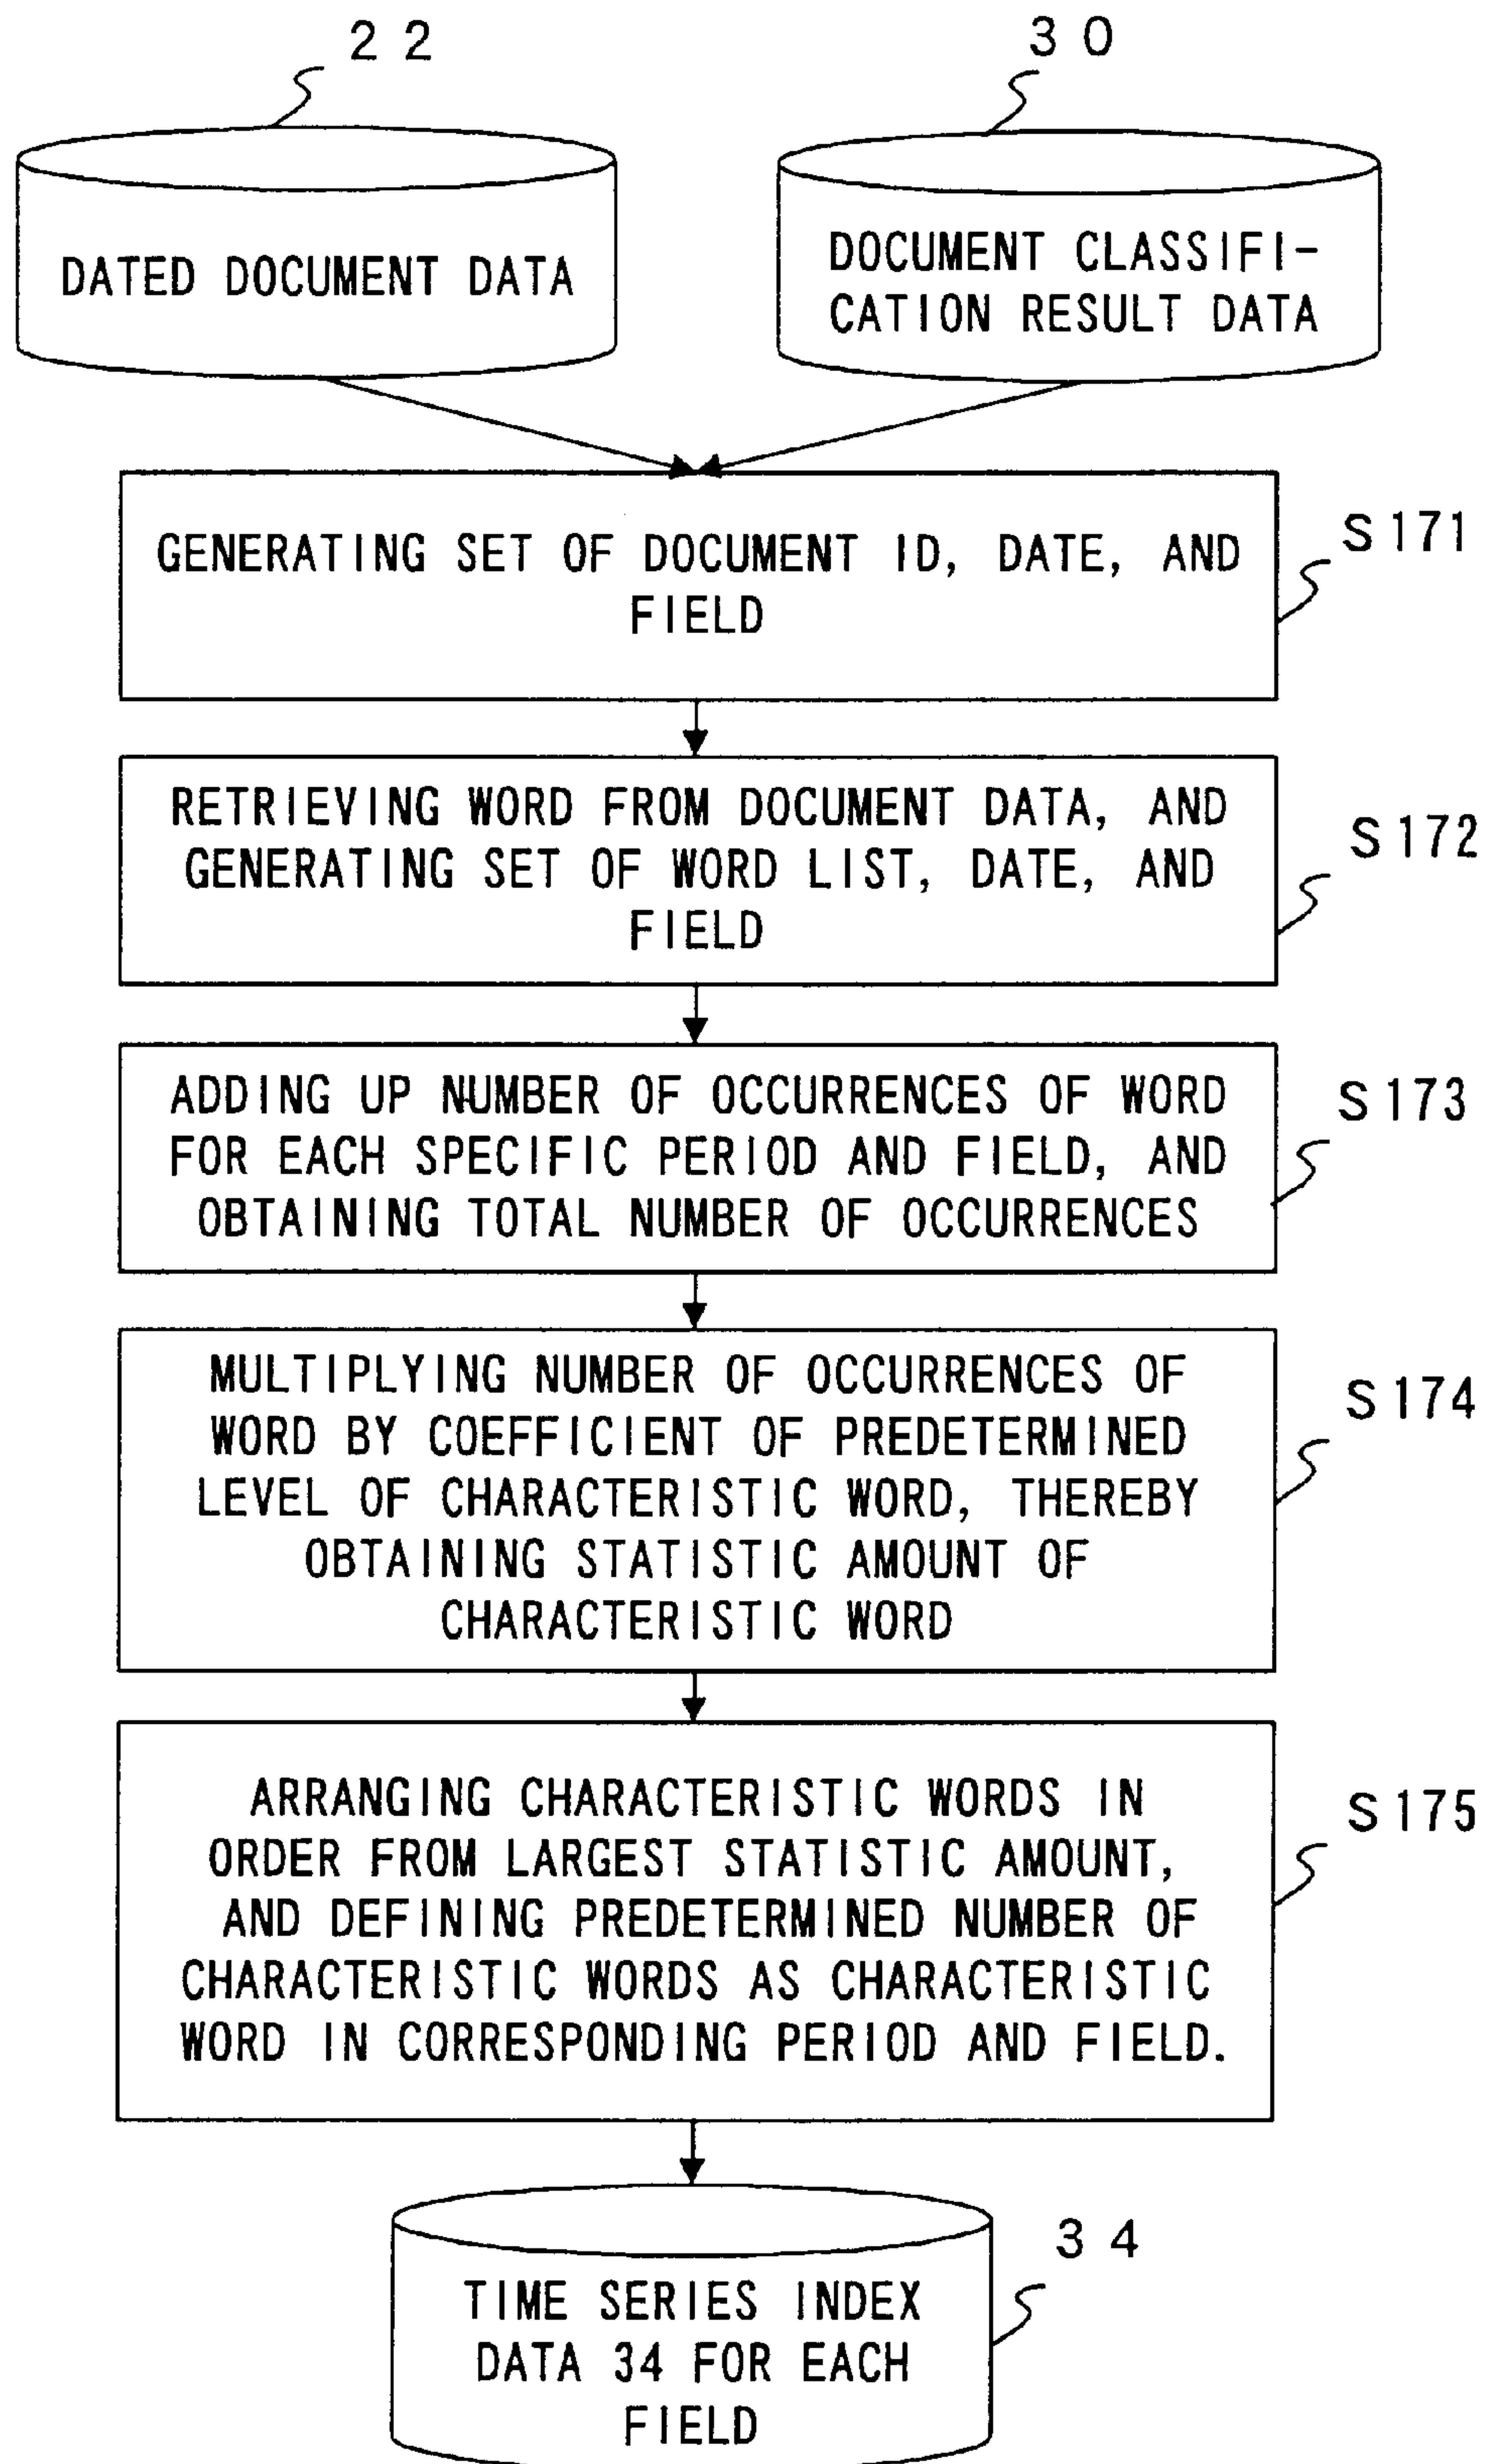 22
30
DATED DOCUMENT DATA
DOCUMENT CLASSIFI-
CATION RESULT DATA
GENERATING SET OF DOCUMENT ID, DATE, AND
FIELD
S171
RETRIEVING WORD FROM DOCUMENT DATA, AND
GENERATING SET OF WORD LIST, DATE, AND
FIELD
S172
ADDING UP NUMBER OF OCCURRENCES OF WORD
FOR EACH SPECIFIC PERIOD AND FIELD, AND
OBTAINING TOTAL NUMBER OF OCCURRENCES
S173
MULTIPLYING NUMBER OF OCCURRENCES OF
WORD BY COEFFICIENT OF PREDETERMINED
LEVEL OF CHARACTERISTIC WORD, THEREBY
OBTAINING STATISTIC AMOUNT OF
CHARACTERISTIC WORD
S174
ARRANGING CHARACTERISTIC WORDS IN
ORDER FROM LARGEST STATISTIC AMOUNT,
AND DEFINING PREDETERMINED NUMBER OF
CHARACTERISTIC WORDS AS CHARACTERISTIC
WORD IN CORRESPONDING PERIOD AND FIELD.
S175
34
TIME SERIES INDEX
DATA 34 FOR EACH
FIELD